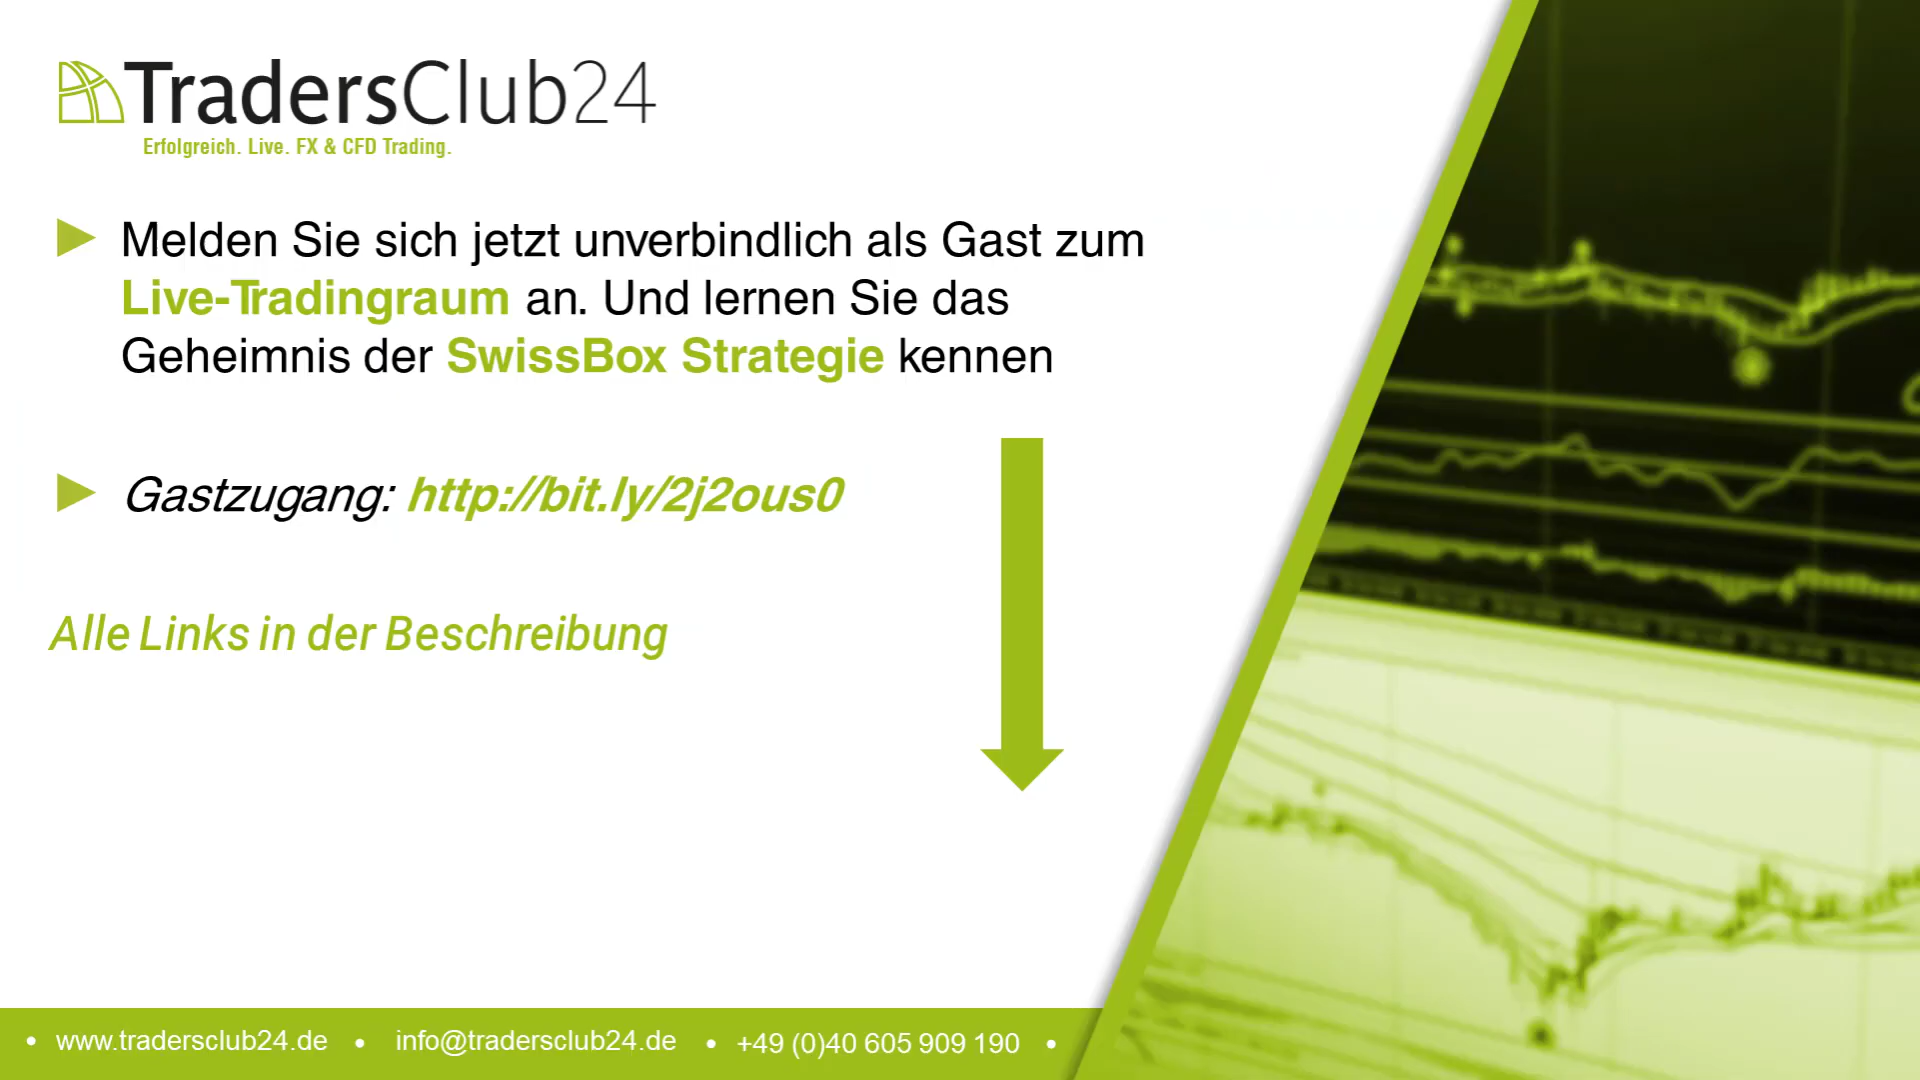 TradersClub24
Erfolgreich. Live. FX & CFD Trading.
Melden Sie sich jetzt unverbindlich als Gast zum
Live-Tradingraum an. Und lernen Sie das
Geheimnis der SwissBox Strategie kennen
Gastzugang: http://bit.ly/2j2ous0
Alle Links in der Beschreibung
• www.tradersclub24.de • info@tradersclub24.de • +49 (0)40 605 909 190 •